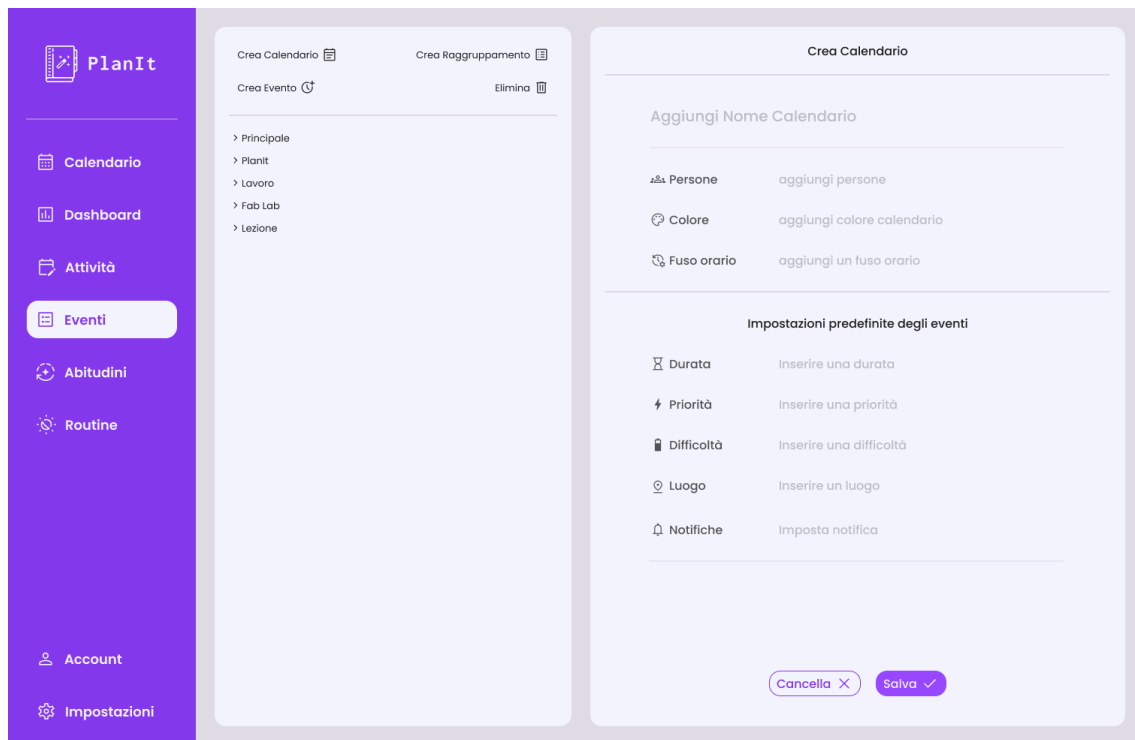 PlanIt
Calendario
Dashboard
Attività
Eventi
Abitudini
Routine
Account
Impostazioni
Crea Calendario
Crea Raggruppamento
Crea Evento
Elimina
> Principale
> PlanIt
> Lavoro
> Fab Lab
> Lezione
Crea Calendario
Aggiungi Nome Calendario
Persone aggiungi persone
Colore aggiungi colore calendario
Fuso orario aggiungi un fuso orario
Impostazioni predefinite degli eventi
Durata Inserire una durata
Priorità Inserire una priorità
Difficoltà Inserire una difficoltà
Luogo Inserire un luogo
Notifiche Imposta notifica
Cancella
Salva